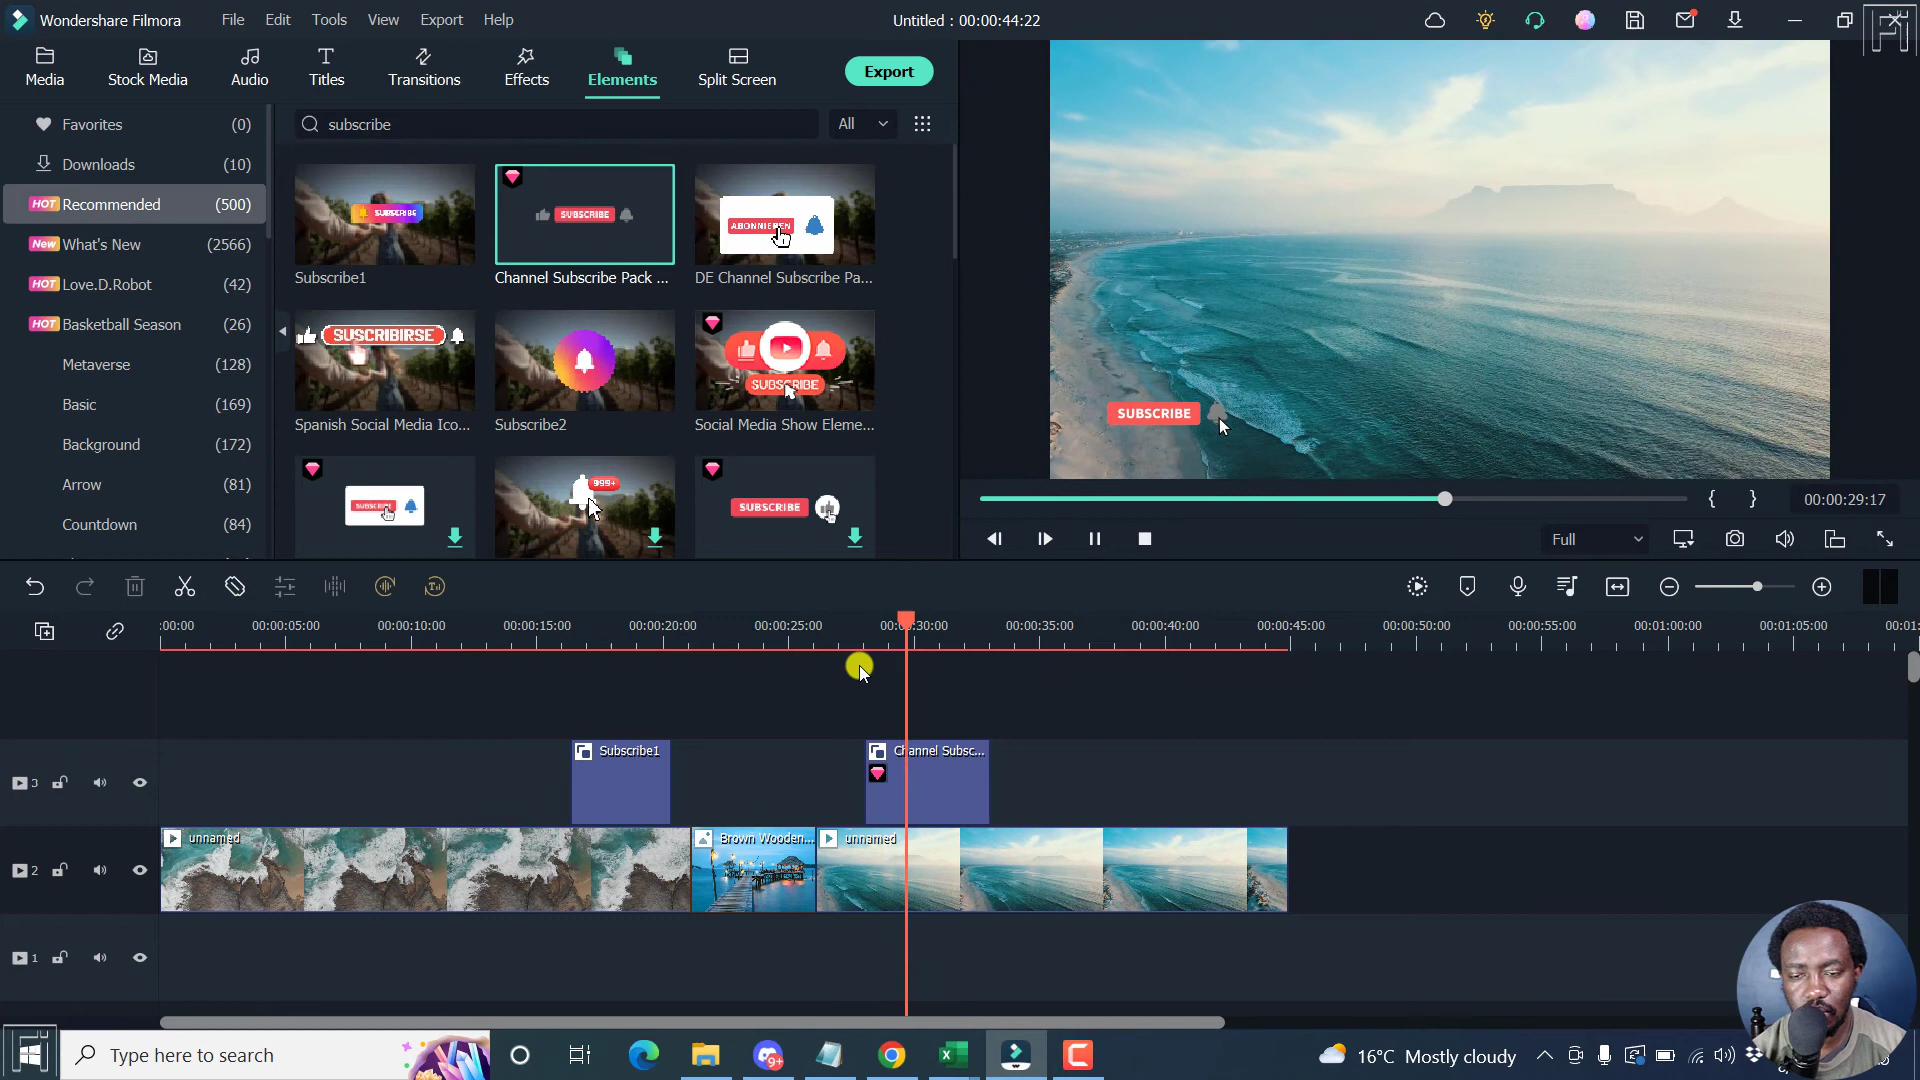 Wondershare Filmora
File
Edit
Tools
View
Export
Help
Untitled : 00:00:44:22
Media
Stock Media
Audio
Titles
Transitions
Effects
Elements
Split Screen
Export
Favorites (0)
Downloads (10)
HOT Recommended (500)
New What's New (2566)
HOT Love.D.Robot (42)
HOT Basketball Season (26)
Metaverse (128)
Basic (169)
Background (172)
Arrow (81)
Countdown (84)
subscribe
All
SUBSCRIBE
SUBSCRIBE
ABONNIEREN
Subscribe1
Channel Subscribe Pack ...
DE Channel Subscribe Pa...
SUSCRIBIRSE
SUBSCRIBE
Spanish Social Media Ico...
Subscribe2
Social Media Show Eleme...
SUBSCRIBE
999+
SUBSCRIBE
SUBSCRIBE
00:00:29:17
Full
:00:00
00:00:05:00
00:00:10:00
00:00:15:00
00:00:20:00
00:00:25:00
00:00:35:00
00:00:40:00
00:00:45:00
00:00:50:00
00:00:55:00
00:01:00:00
00:01:05:00
00:01:
3
Subscribe1
Channel Subsc...
2
unnamed
Brown Wooden...
unnamed
1
Type here to search
9+
16°C Mostly cloudy